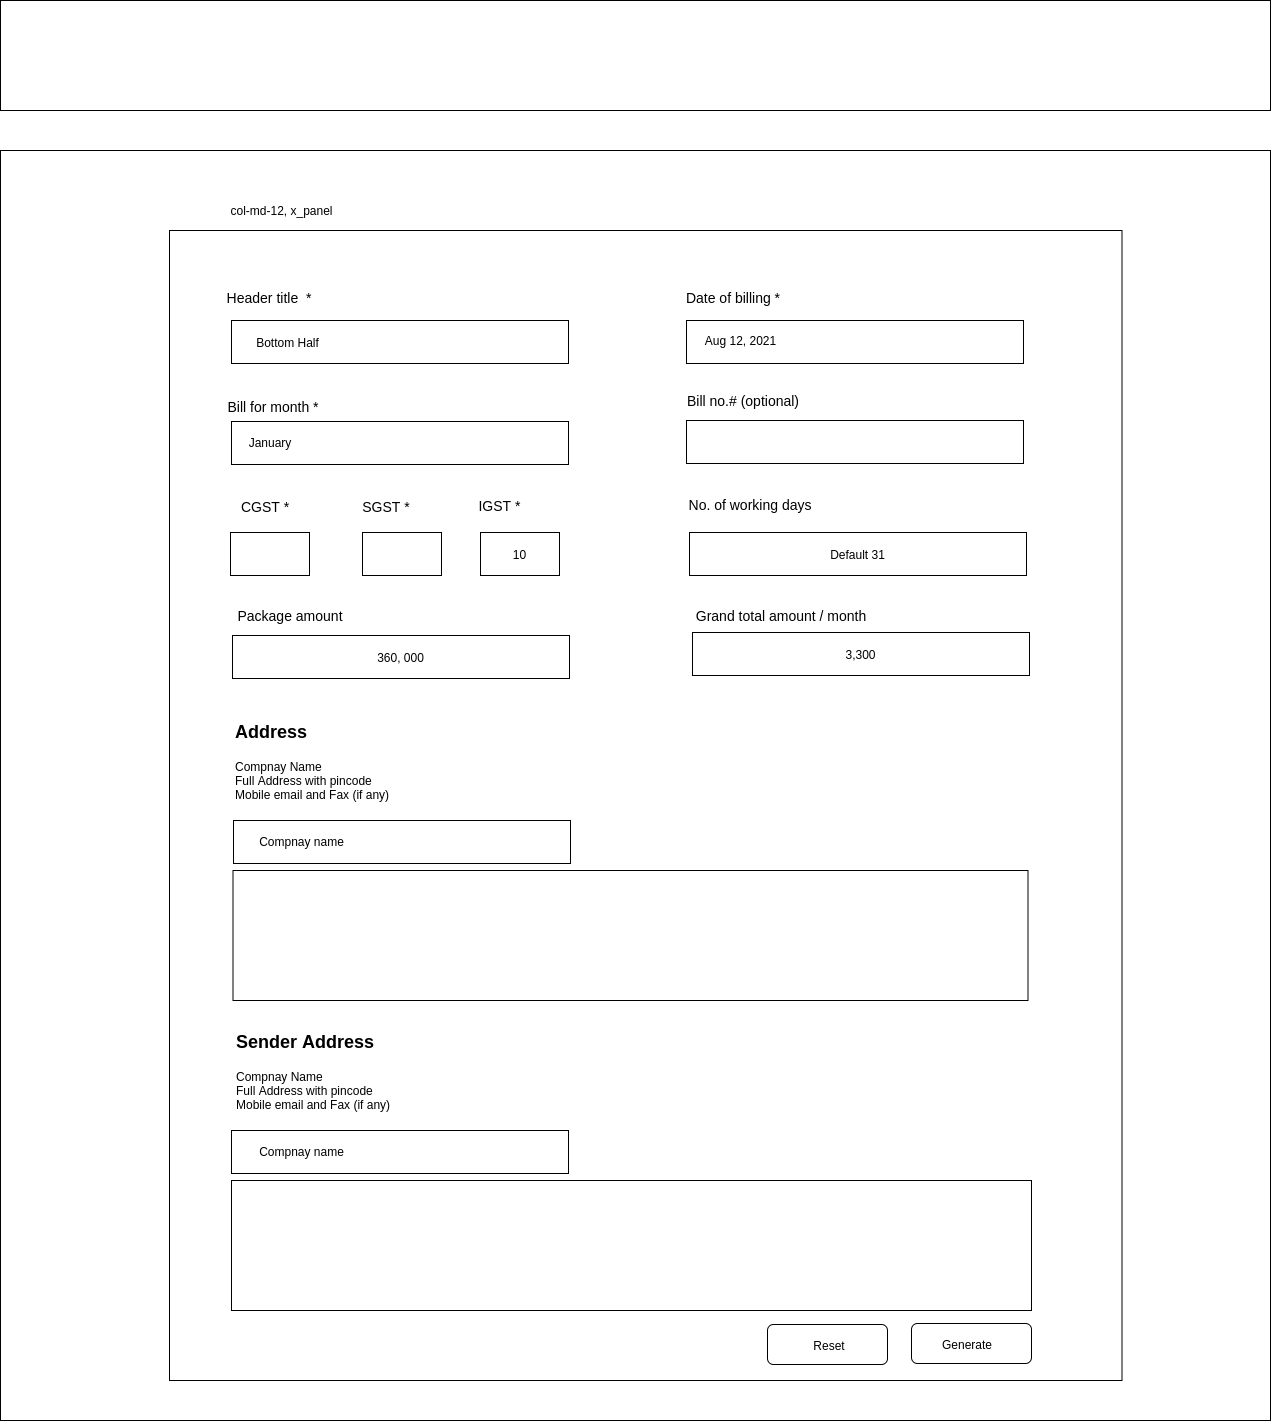 col-md-12, x_panel
Header title  *
Date of billing *
Bottom Half
Aug 12, 2021
Bill for month *
Bill no.# (optional)
January
CGST *
SGST *
IGST *
No. of working days
10
Default 31
Package amount
Grand total amount / month
360, 000
3,300
Address
Compnay Name
Full Address with pincode
Mobile email and Fax (if any)
Compnay name
Sender Address
Compnay Name
Full Address with pincode
Mobile email and Fax (if any)
Compnay name
Reset
Generate